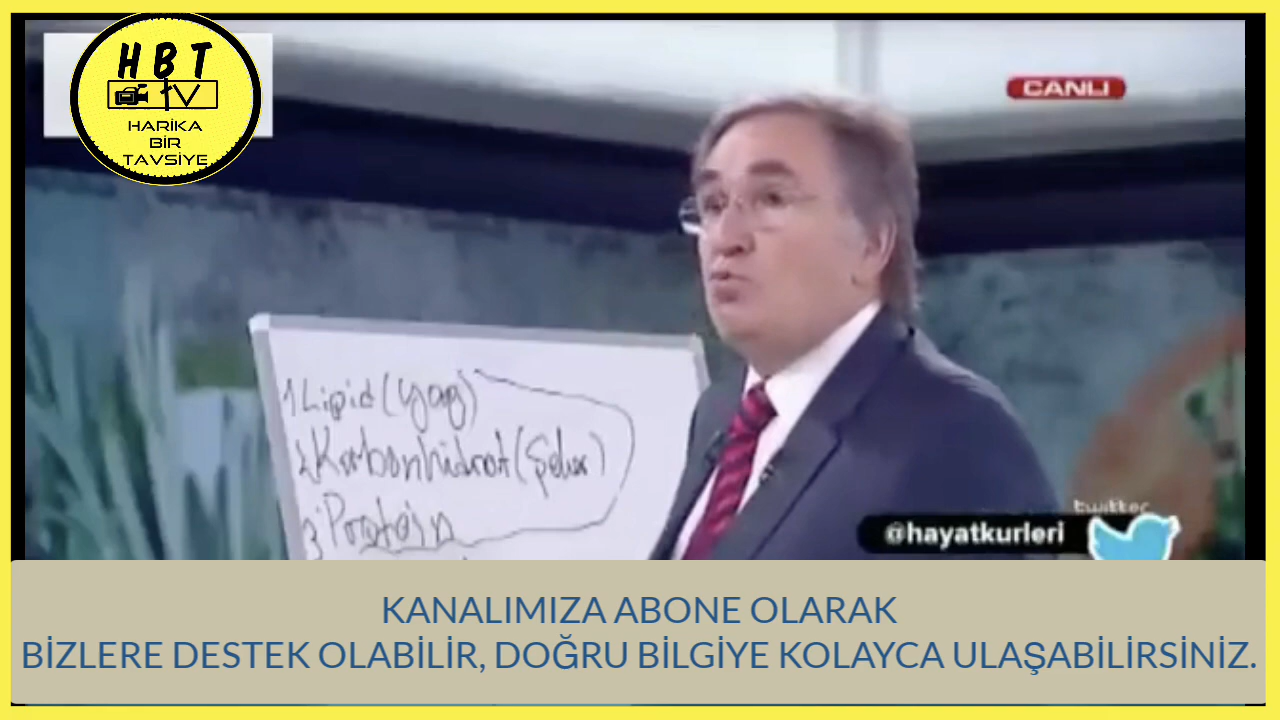 HBT
TV
HARİKA
BİR
TAVSİYE
CANLI
1 Lipid (yag)
2 Karbonhidrat (Şeker)
3 Protein
twitter
@hayatkurleri
KANALIMIZA ABONE OLARAK
BİZLERE DESTEK OLABİLİR, DOĞRU BİLGİYE KOLAYCA ULAŞABİLİRSİNİZ.